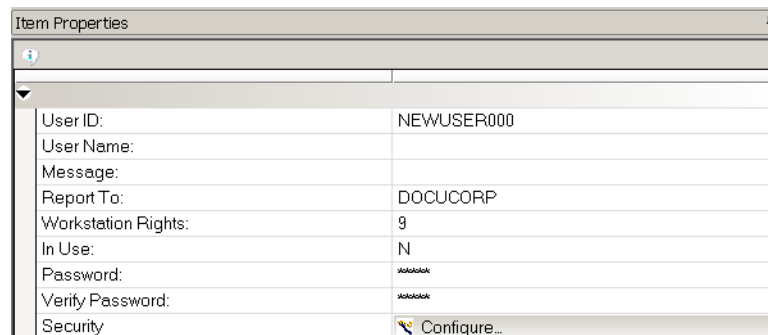 Item Properties
User ID: NEWUSER000
User Name:
Message:
Report To: DOCUCORP
Workstation Rights: 9
In Use: N
Password: ******
Verify Password: ******
Security Configure...